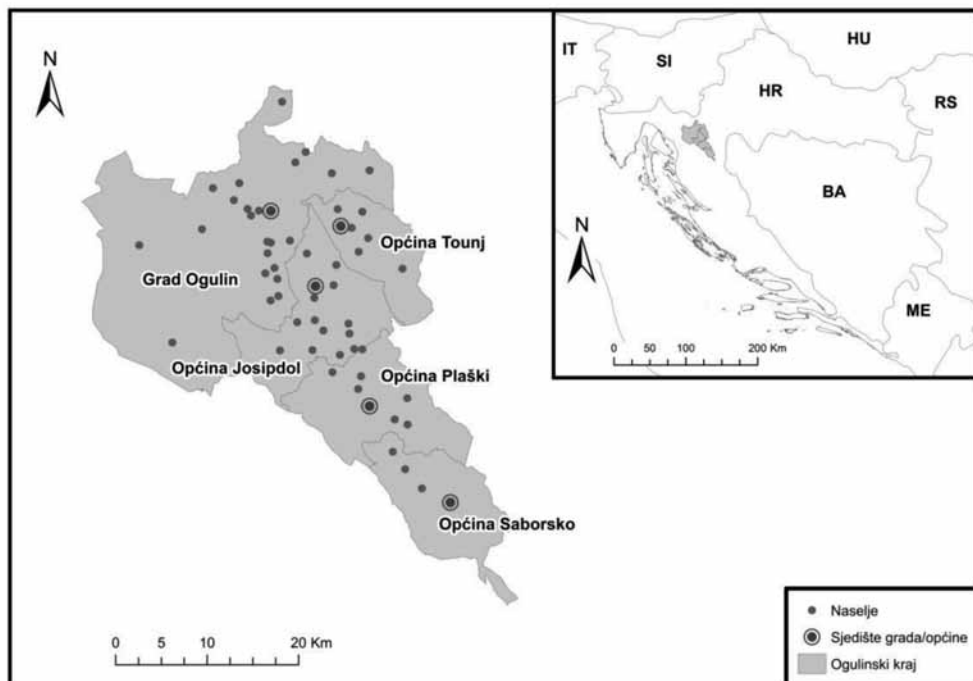 N
Općina Tounj
Grad Ogulin
Općina Josipdol
Općina Plaški
Općina Saborsko
0 5 10 20 Km
IT
SI
HU
HR
RS
BA
ME
N
0 50 100 200 Km
Naselje
Sjedište grada/općine
Ogulinski kraj